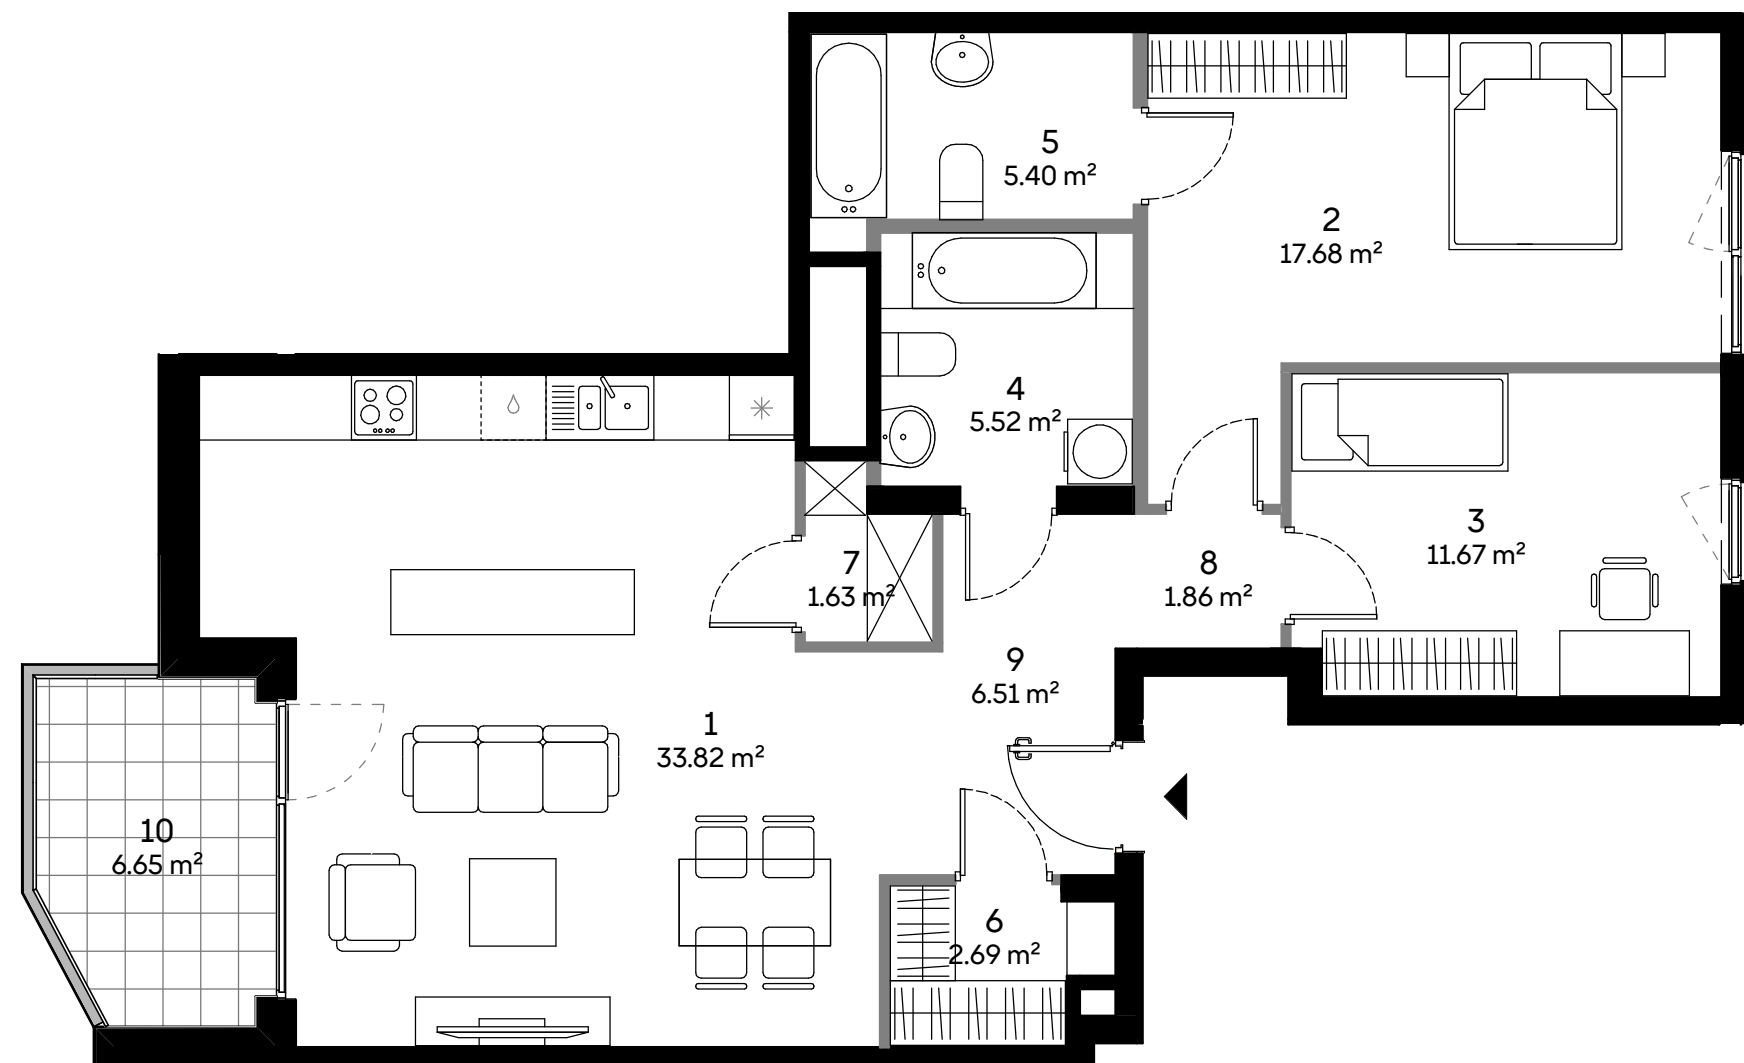 5
5.40 m²
2
17.68 m²
4
5.52 m²
3
11.67 m²
7
1.63 m²
8
1.86 m²
9
6.51 m²
1
33.82 m²
10
6.65 m²
6
2.69 m²